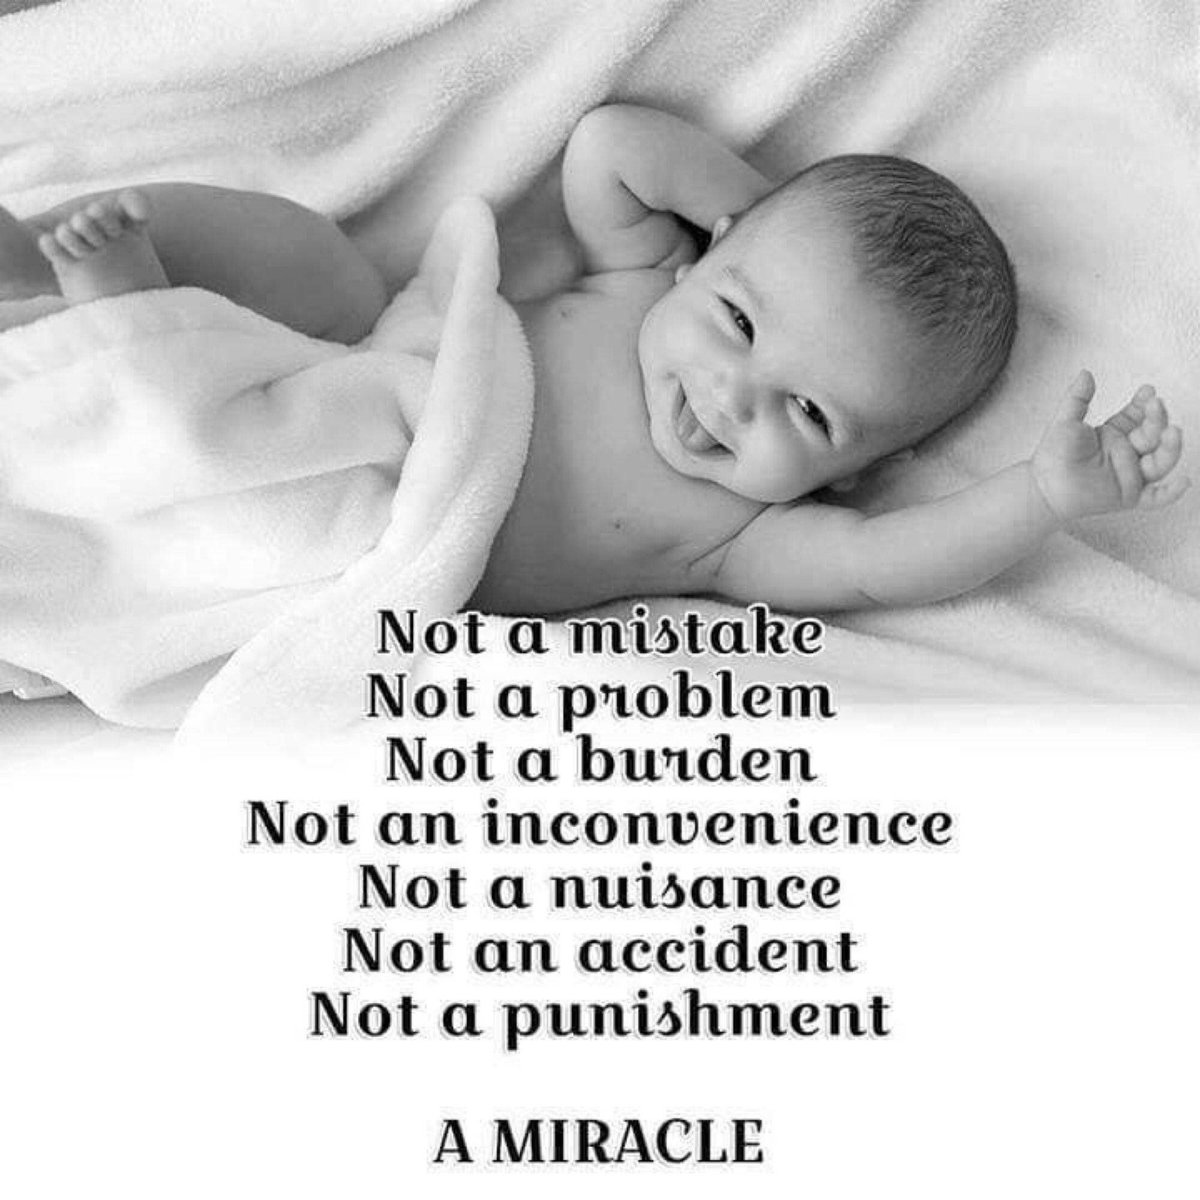 Not a mistake
Not a problem
Not a burden
Not an inconvenience
Not a nuisance
Not an accident
Not a punishment
A MIRACLE